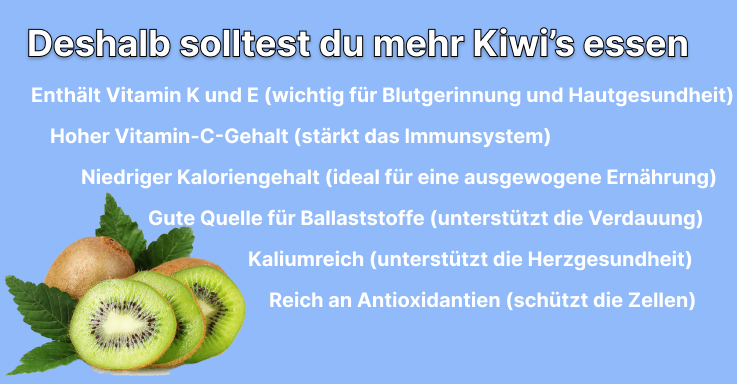 Deshalb solltest du mehr Kiwi’s essen
Enthält Vitamin K und E (wichtig für Blutgerinnung und Hautgesundheit)
Hoher Vitamin-C-Gehalt (stärkt das Immunsystem)
Niedriger Kaloriengehalt (ideal für eine ausgewogene Ernährung)
Gute Quelle für Ballaststoffe (unterstützt die Verdauung)
Kaliumreich (unterstützt die Herzgesundheit)
Reich an Antioxidantien (schützt die Zellen)